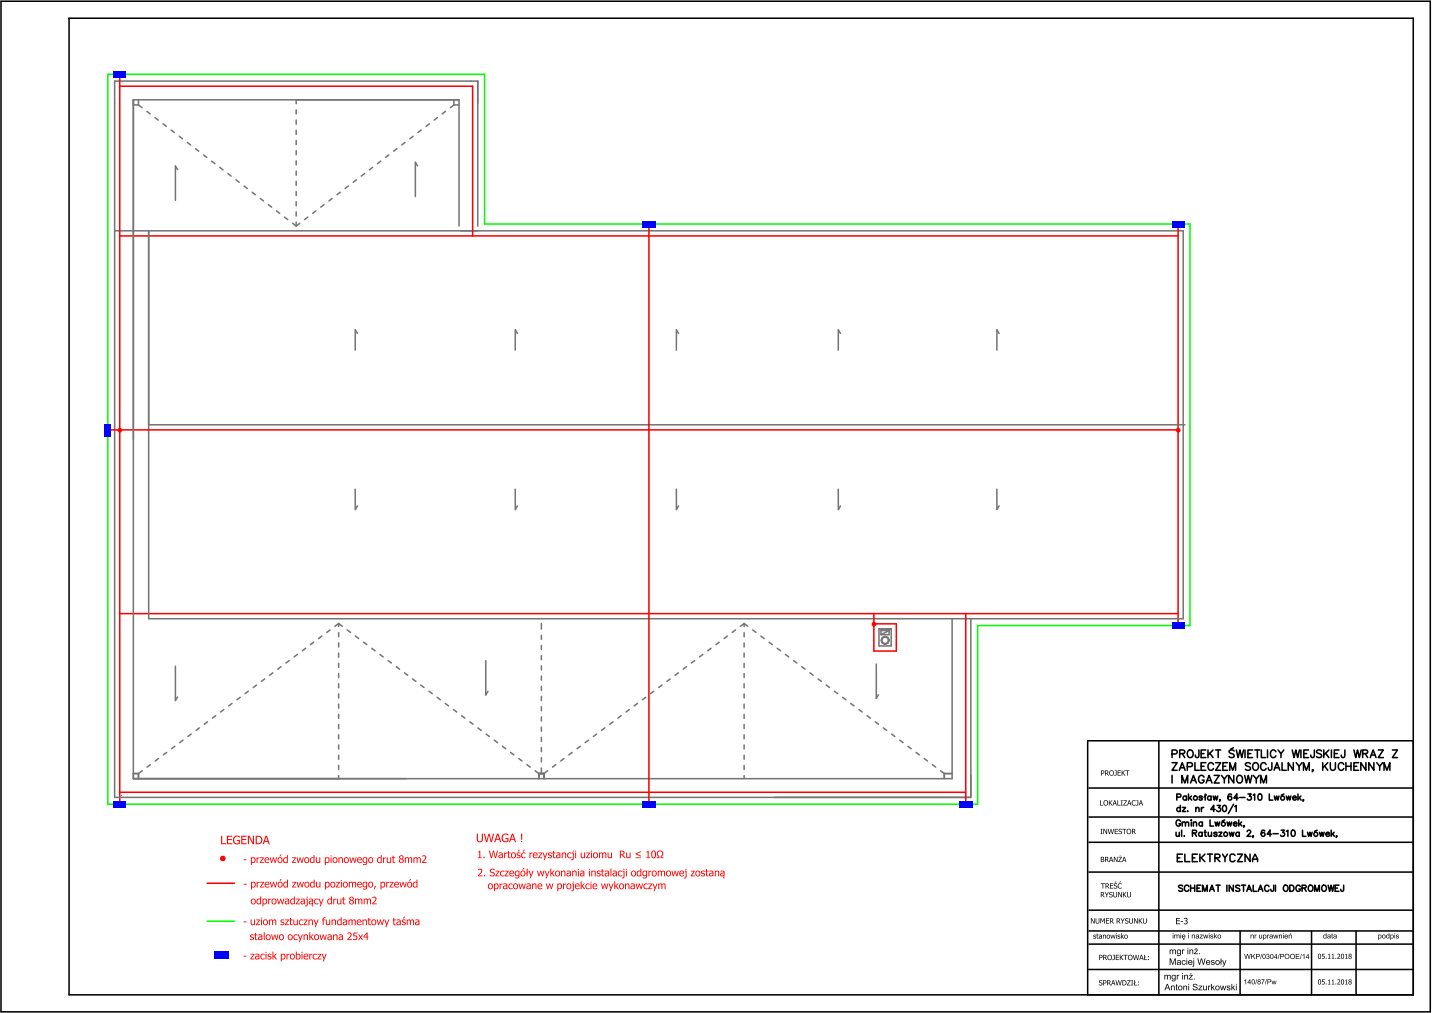 LEGENDA
- przewód zwodu pionowego drut 8mm2
- przewód zwodu poziomego, przewód
odprowadzający drut 8mm2
- uziom sztuczny fundamentowy taśma
stalowo ocynkowana 25x4
- zacisk probierczy
UWAGA !
1. Wartość rezystancji uziomu Ru ≤ 10Ω
2. Szczegóły wykonania instalacji odgromowej zostaną
opracowane w projekcie wykonawczym
PROJEKT
PROJEKT ŚWIETLICY WIEJSKIEJ WRAZ Z
ZAPLECZEM SOCJALNYM, KUCHENNYM
I MAGAZYNOWYM
LOKALIZACJA
Pakosław, 64-310 Lwówek,
dz. nr 430/1
INWESTOR
Gmina Lwówek,
ul. Ratuszowa 2, 64-310 Lwówek,
BRANŻA
ELEKTRYCZNA
TREŚĆ
RYSUNKU
SCHEMAT INSTALACJI ODGROMOWEJ
NUMER RYSUNKU E-3
stanowisko imię i nazwisko nr uprawnień data podpis
PROJEKTOWAŁ: mgr inż.
Maciej Wesoły WKP/0304/POOE/14 05.11.2018
SPRAWDZIŁ: mgr inż.
Antoni Szurkowski 140/87/Pw 05.11.2018